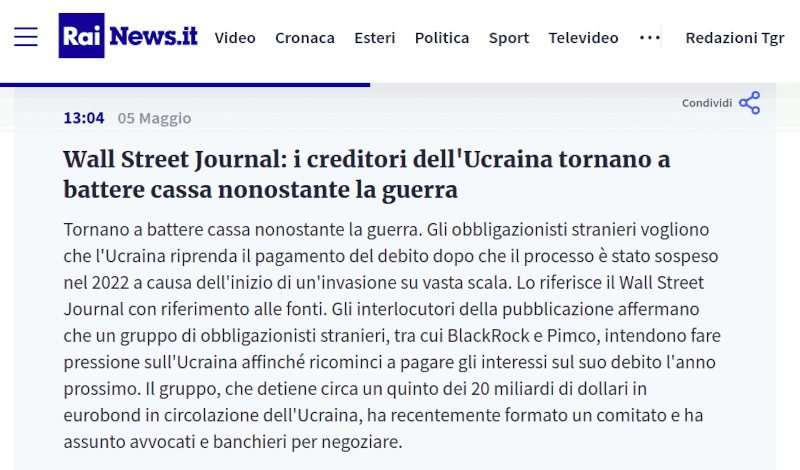 Rai News.it Video Cronaca Esteri Politica Sport Televideo ··· Redazioni Tgr
Condividi
13:04 05 Maggio
Wall Street Journal: i creditori dell'Ucraina tornano a
battere cassa nonostante la guerra
Tornano a battere cassa nonostante la guerra. Gli obbligazionisti stranieri vogliono
che l'Ucraina riprenda il pagamento del debito dopo che il processo è stato sospeso
nel 2022 a causa dell'inizio di un'invasione su vasta scala. Lo riferisce il Wall Street
Journal con riferimento alle fonti. Gli interlocutori della pubblicazione affermano
che un gruppo di obbligazionisti stranieri, tra cui BlackRock e Pimco, intendono fare
pressione sull'Ucraina affinché ricominci a pagare gli interessi sul suo debito l'anno
prossimo. Il gruppo, che detiene circa un quinto dei 20 miliardi di dollari in
eurobond in circolazione dell'Ucraina, ha recentemente formato un comitato e ha
assunto avvocati e banchieri per negoziare.